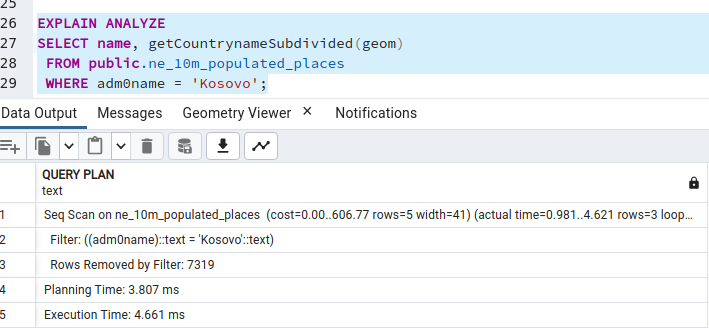 25
26 EXPLAIN ANALYZE
27 SELECT name, getCountrynameSubdivided(geom)
28 FROM public.ne_10m_populated_places
29 WHERE adm0name = 'Kosovo';
Data Output Messages Geometry Viewer × Notifications
QUERY PLAN
text
1 Seq Scan on ne_10m_populated_places (cost=0.00..606.77 rows=5 width=41) (actual time=0.981..4.621 rows=3 loop...
2 Filter: ((adm0name)::text = 'Kosovo'::text)
3 Rows Removed by Filter: 7319
4 Planning Time: 3.807 ms
5 Execution Time: 4.661 ms